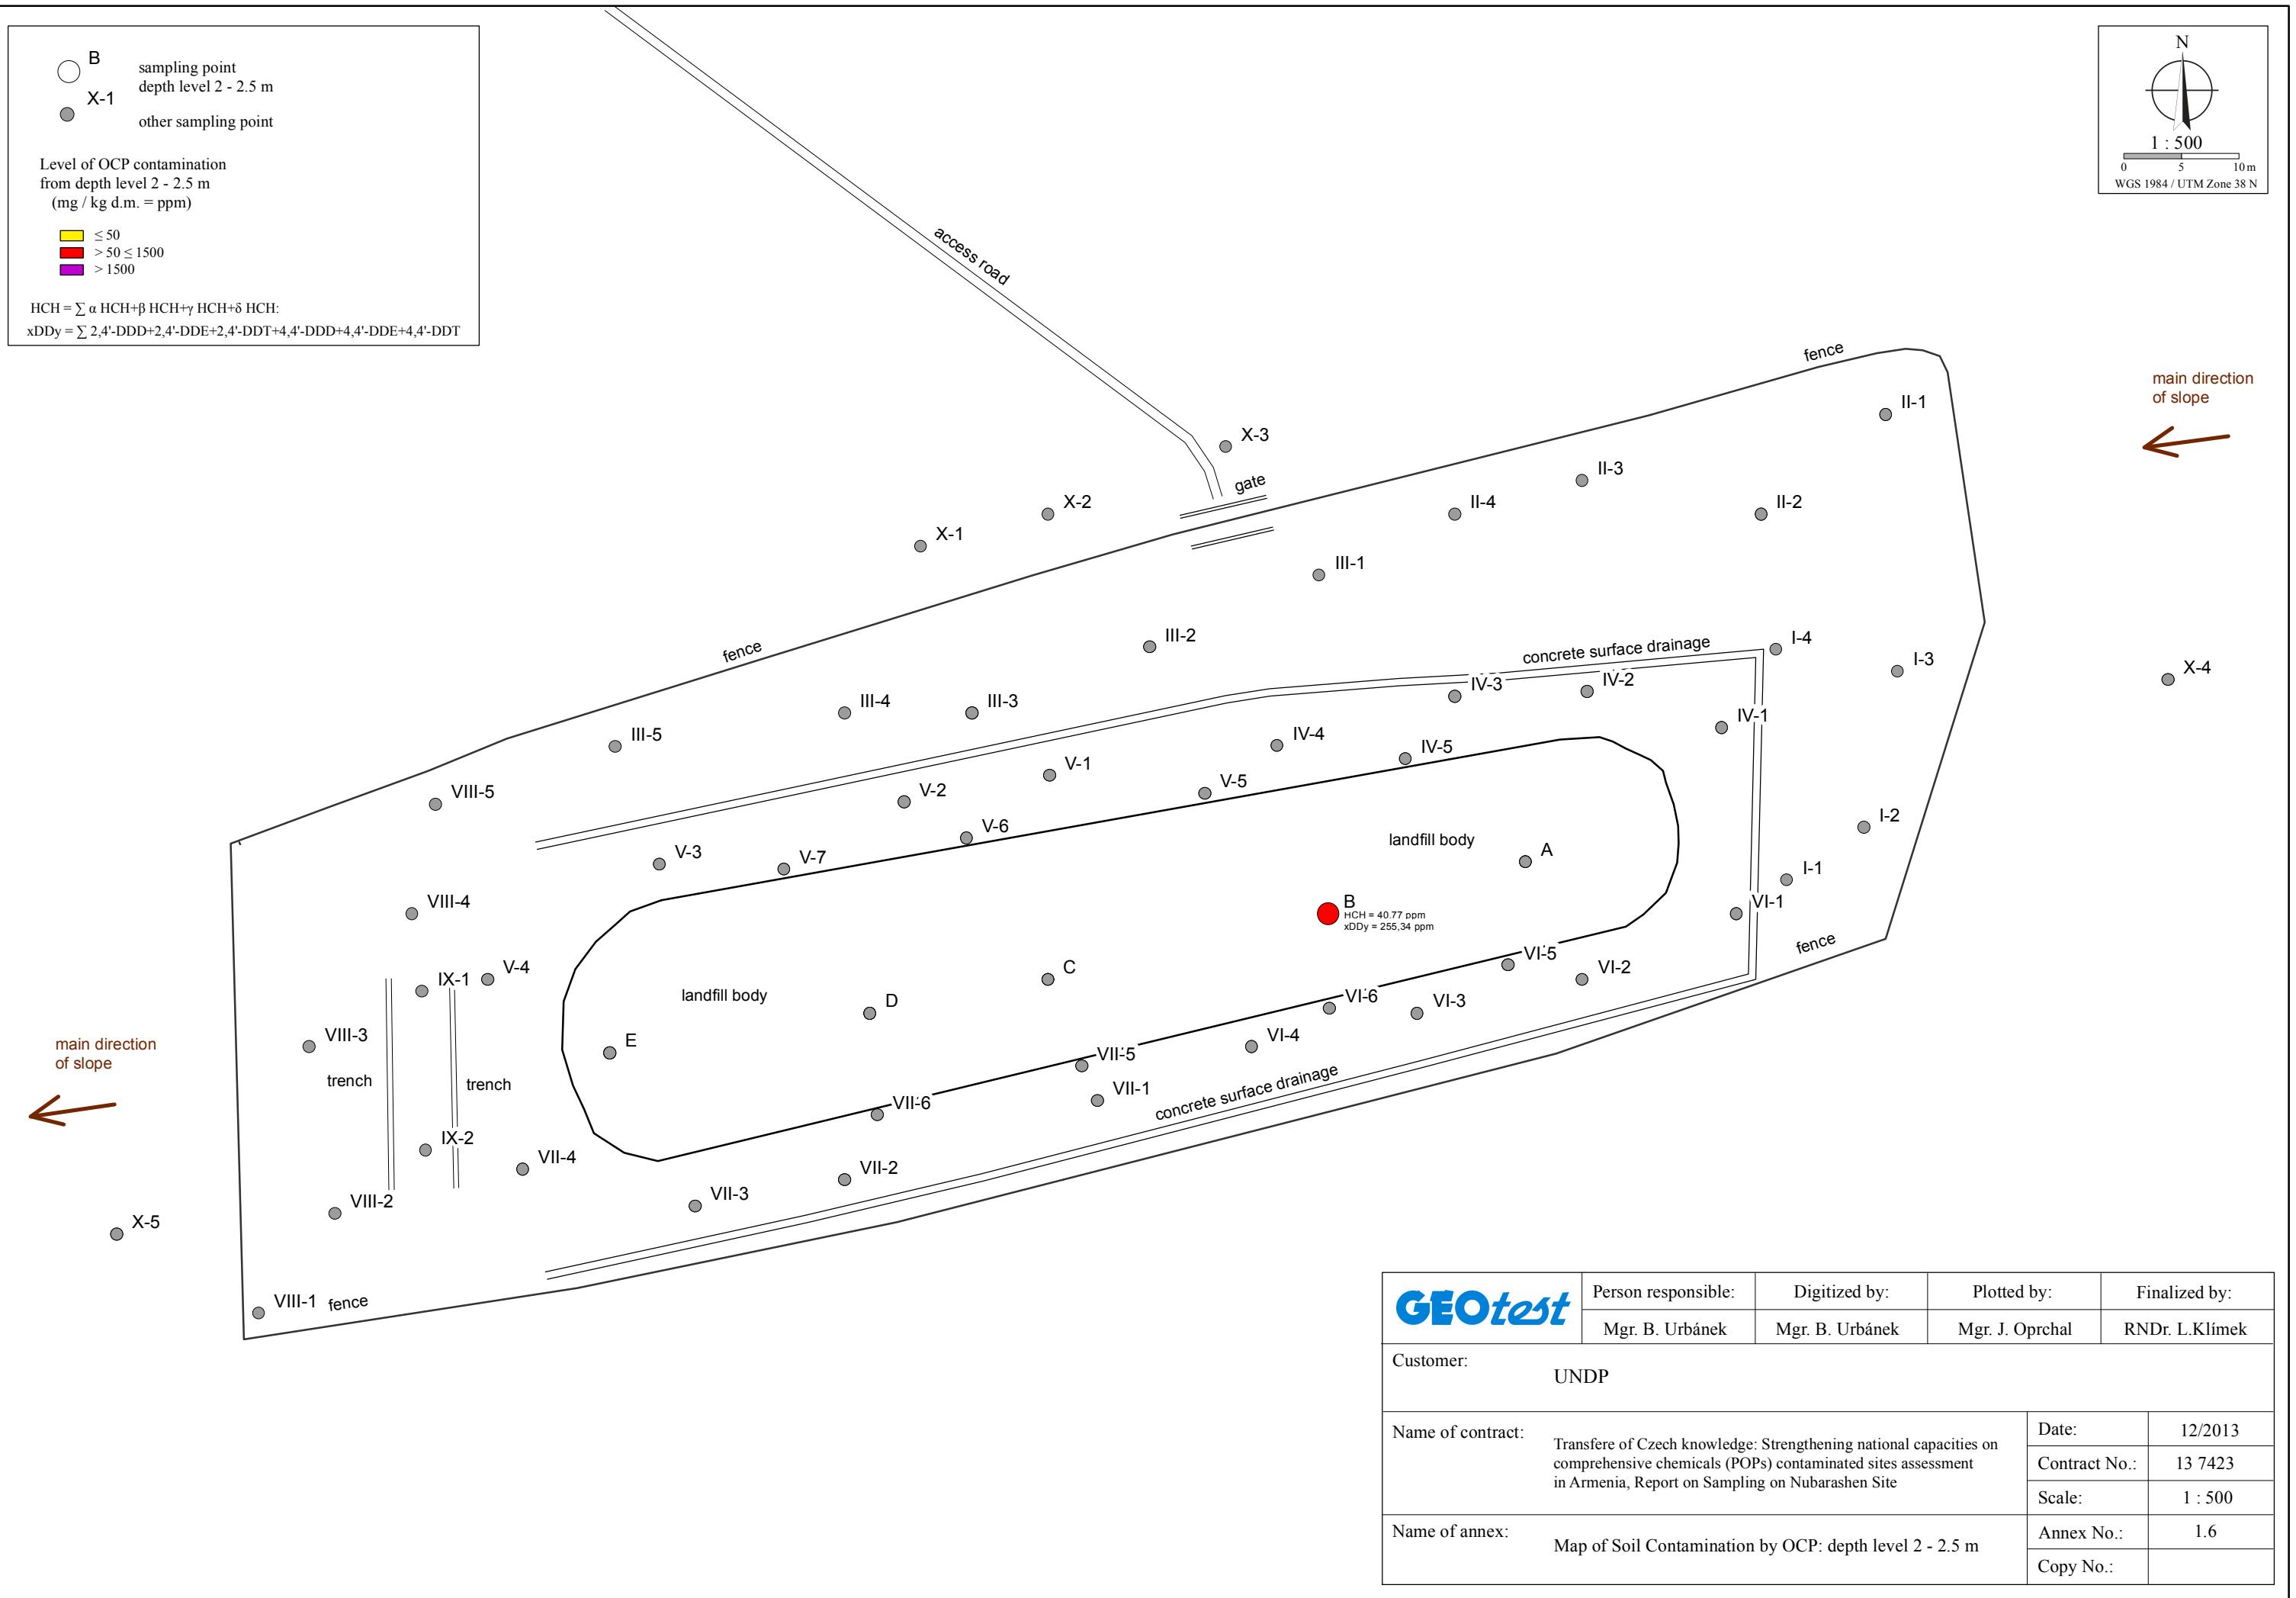 B
sampling point
depth level 2 - 2.5 m
X-1
other sampling point
Level of OCP contamination
from depth level 2 - 2.5 m
(mg / kg d.m. = ppm)
≤ 50
> 50 ≤ 1500
> 1500
HCH = ∑ α HCH+β HCH+γ HCH+δ HCH:
xDDy = ∑ 2,4'-DDD+2,4'-DDE+2,4'-DDT+4,4'-DDD+4,4'-DDE+4,4'-DDT
N
1 : 500
0 5 10 m
WGS 1984 / UTM Zone 38 N
access road
fence
main direction
of slope
II-1
X-3
II-3
gate
X-2
II-4
II-2
X-1
III-1
III-2
I-4
concrete surface drainage
fence
I-3
X-4
IV-2
IV-3
III-4
III-3
IV-1
III-5
IV-4
IV-5
V-1
V-5
V-2
VIII-5
I-2
V-6
landfill body
A
V-3
V-7
I-1
VIII-4
B
HCH = 40.77 ppm
xDDy = 255,34 ppm
VI-1
fence
VI-5
V-4
C
VI-2
IX-1
landfill body
D
VI-6
VI-3
VIII-3
E
VI-4
main direction
of slope
VII-5
trench
trench
VII-1
concrete surface drainage
VII-6
IX-2
VII-4
VII-2
VII-3
VIII-2
X-5
VIII-1
fence
GEOtest
Person responsible:
Digitized by:
Plotted by:
Finalized by:
Mgr. B. Urbánek
Mgr. B. Urbánek
Mgr. J. Oprchal
RNDr. L.Klímek
Customer:
UNDP
Name of contract:
Transfere of Czech knowledge: Strengthening national capacities on
comprehensive chemicals (POPs) contaminated sites assessment
in Armenia, Report on Sampling on Nubarashen Site
Date:
12/2013
Contract No.:
13 7423
Scale:
1 : 500
Name of annex:
Map of Soil Contamination by OCP: depth level 2 - 2.5 m
Annex No.:
1.6
Copy No.: